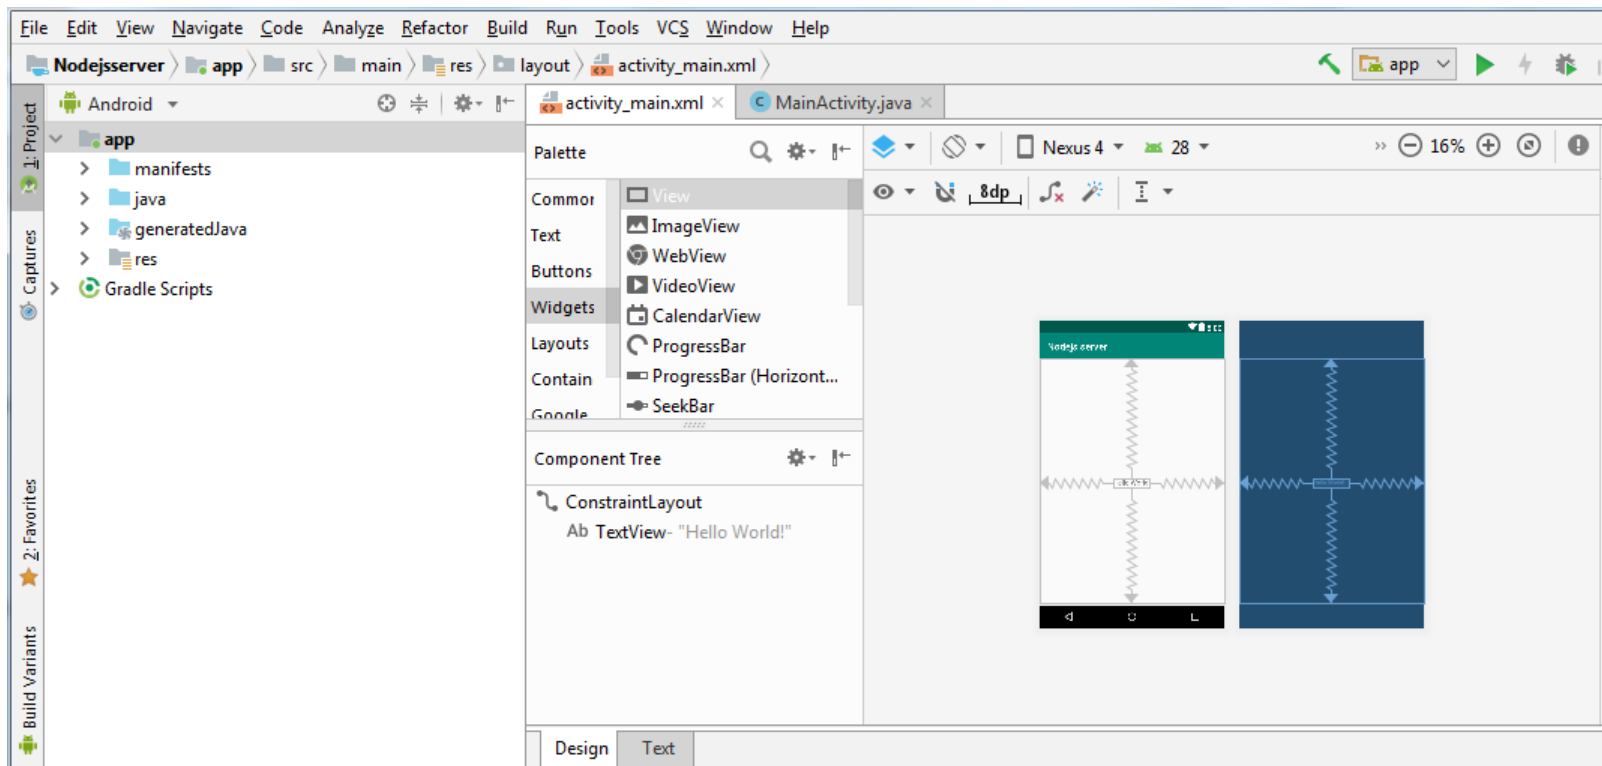 File Edit View Navigate Code Analyze Refactor Build Run Tools VCS Window Help
Nodejsserver app src main res layout activity_main.xml app
1: Project
Captures
2: Favorites
Build Variants
Android
app
manifests
java
generatedJava
res
Gradle Scripts
activity_main.xml MainActivity.java
Palette
Commor
Text
Buttons
Widgets
Layouts
Contain
Google
View
ImageView
WebView
VideoView
CalendarView
ProgressBar
ProgressBar (Horizont...
SeekBar
Component Tree
ConstraintLayout
Ab TextView- "Hello World!"
Nexus 4 28 16%
8dp
Nodejs server
Design Text